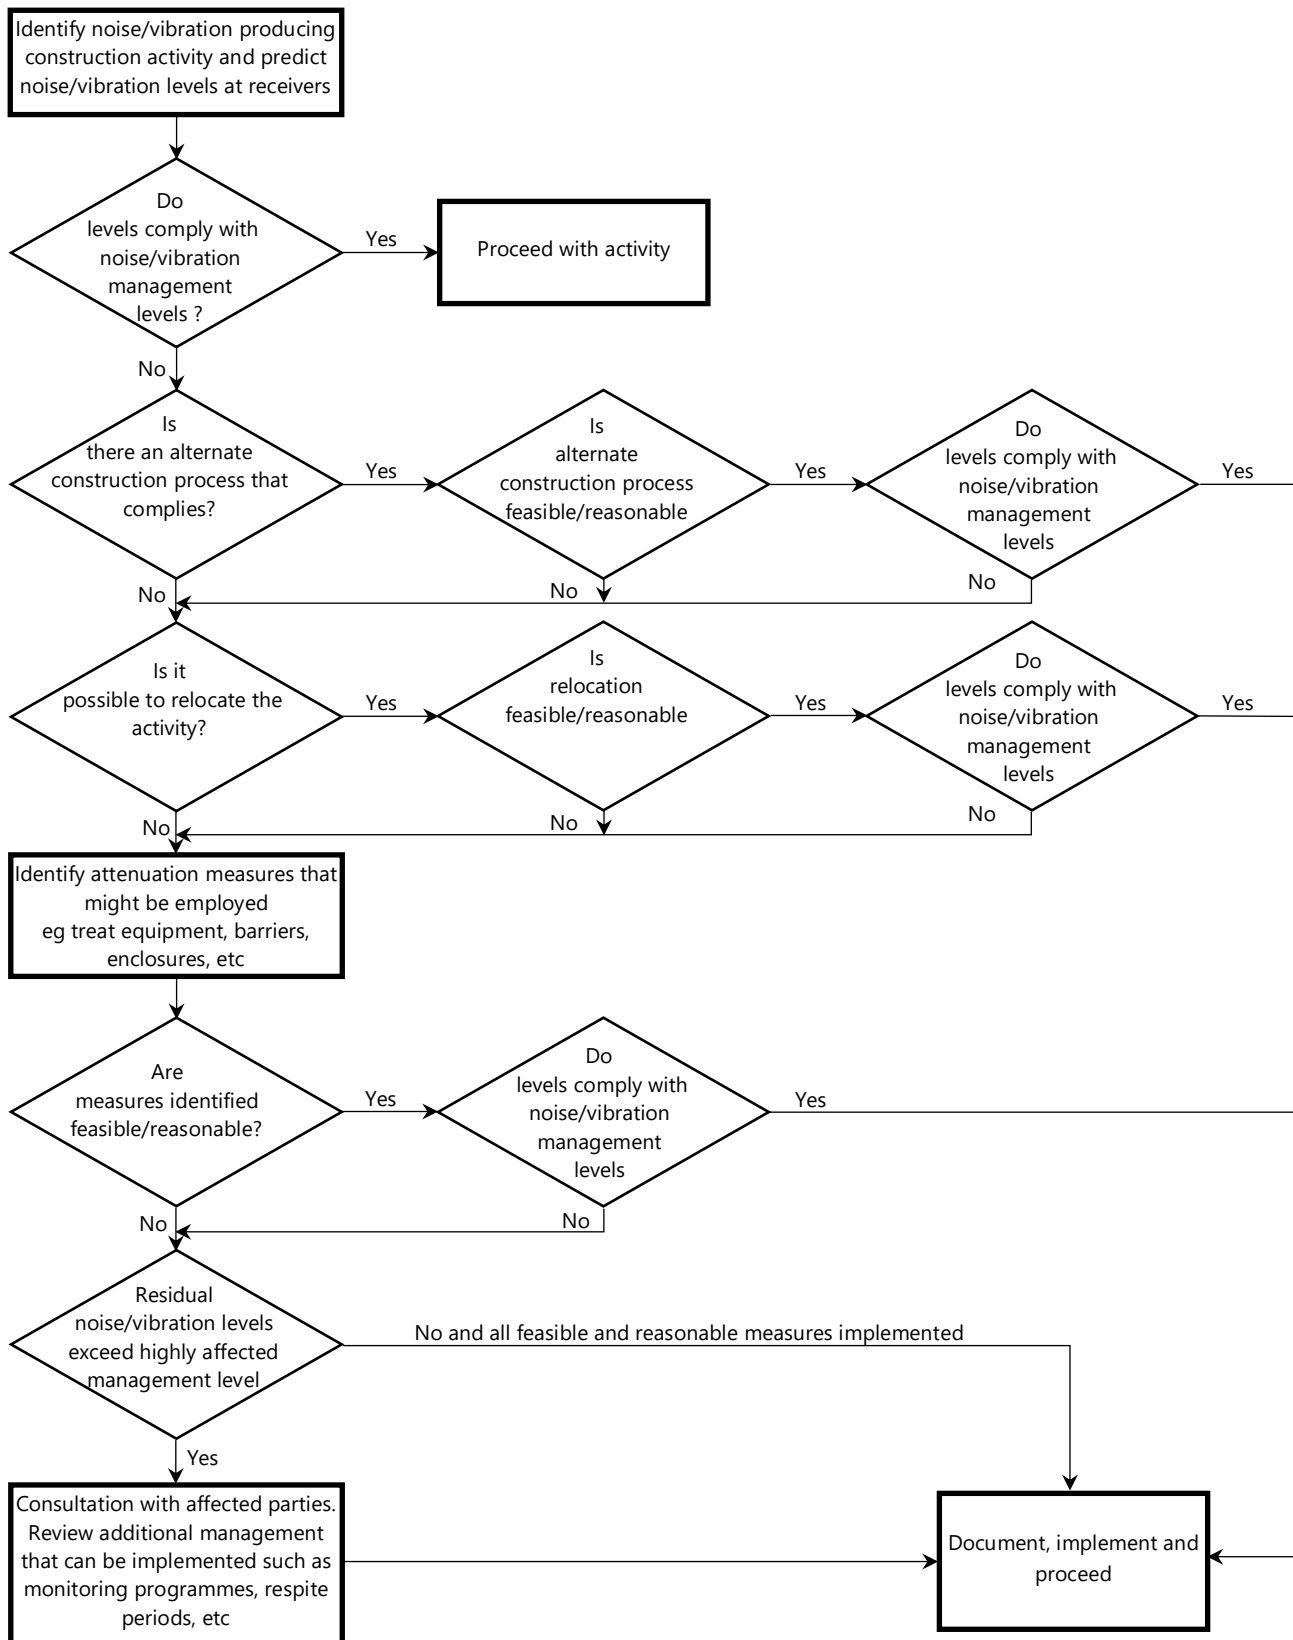 Identify noise/vibration producing
construction activity and predict
noise/vibration levels at receivers
Do
levels comply with
noise/vibration
management
levels ?
Yes
Proceed with activity
No
Is
there an alternate
construction process that
complies?
Yes
Is
alternate
construction process
feasible/reasonable
Yes
Do
levels comply with
noise/vibration
management
levels
Yes
No
No
No
Is it
possible to relocate the
activity?
Yes
Is
relocation
feasible/reasonable
Yes
Do
levels comply with
noise/vibration
management
levels
Yes
No
No
No
Identify attenuation measures that
might be employed
eg treat equipment, barriers,
enclosures, etc
Are
measures identified
feasible/reasonable?
Yes
Do
levels comply with
noise/vibration
management
levels
Yes
No
No
Residual
noise/vibration levels
exceed highly affected
management level
No and all feasible and reasonable measures implemented
Yes
Consultation with affected parties.
Review additional management
that can be implemented such as
monitoring programmes, respite
periods, etc
Document, implement and
proceed